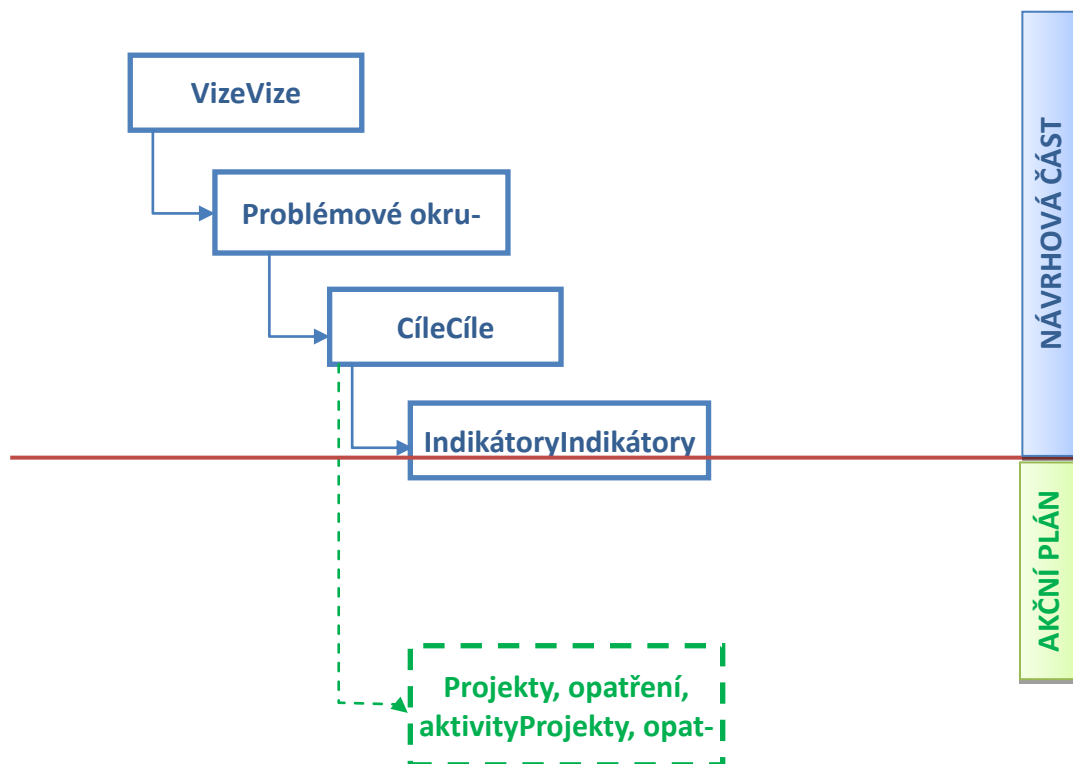 VizeVize
Problémové okru-
CíleCíle
IndikátoryIndikátory
Projekty, opatření,
aktivityProjekty, opat-
NÁVRHOVÁ ČÁST
AKČNÍ PLÁN